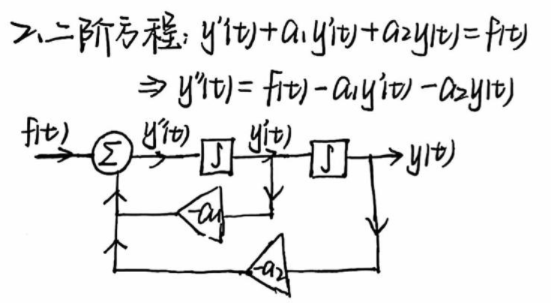 2、二阶方程：y''(t)+a₁y'(t)+a₂y(t)=f(t)
⇒ y''(t)=f(t)-a₁y'(t)-a₂y(t)
f(t) Σ y''(t) ∫ y'(t) ∫ y(t)
-a₁
-a₂